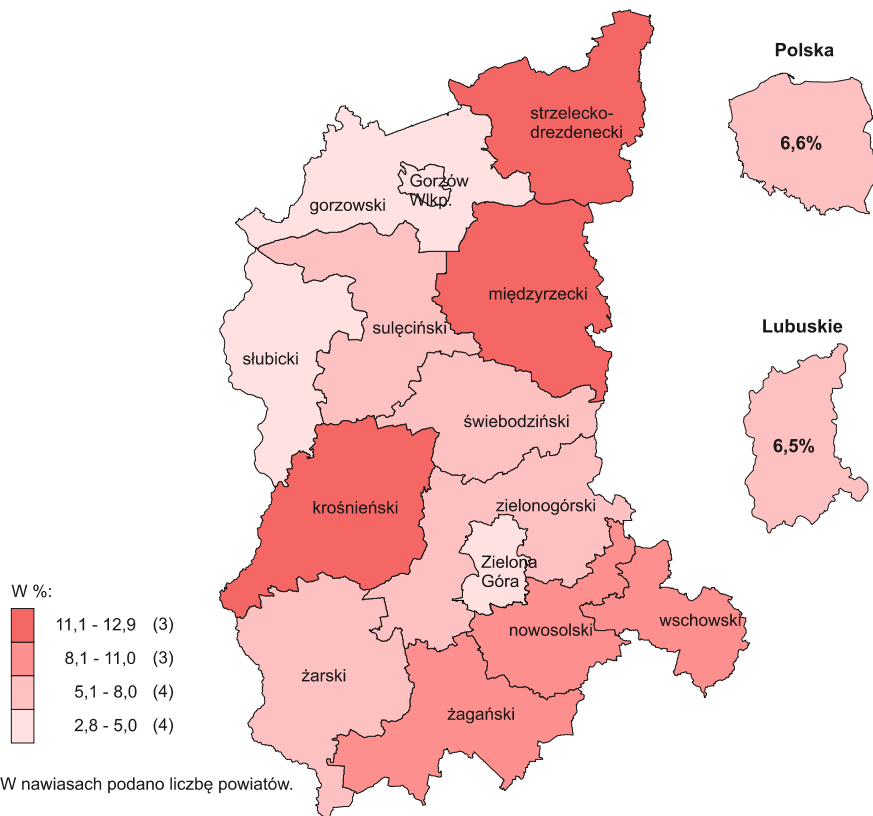 Polska
6,6%
strzelecko-
drezdenecki
Gorzów
Wlkp.
gorzowski
międzyrzecki
sulęciński
słubicki
Lubuskie
6,5%
świebodziński
krośnieński
zielonogórski
Zielona
Góra
nowosolski
wschowski
żarski
żagański
W %:
11,1 - 12,9 (3)
8,1 - 11,0 (3)
5,1 - 8,0 (4)
2,8 - 5,0 (4)
W nawiasach podano liczbę powiatów.